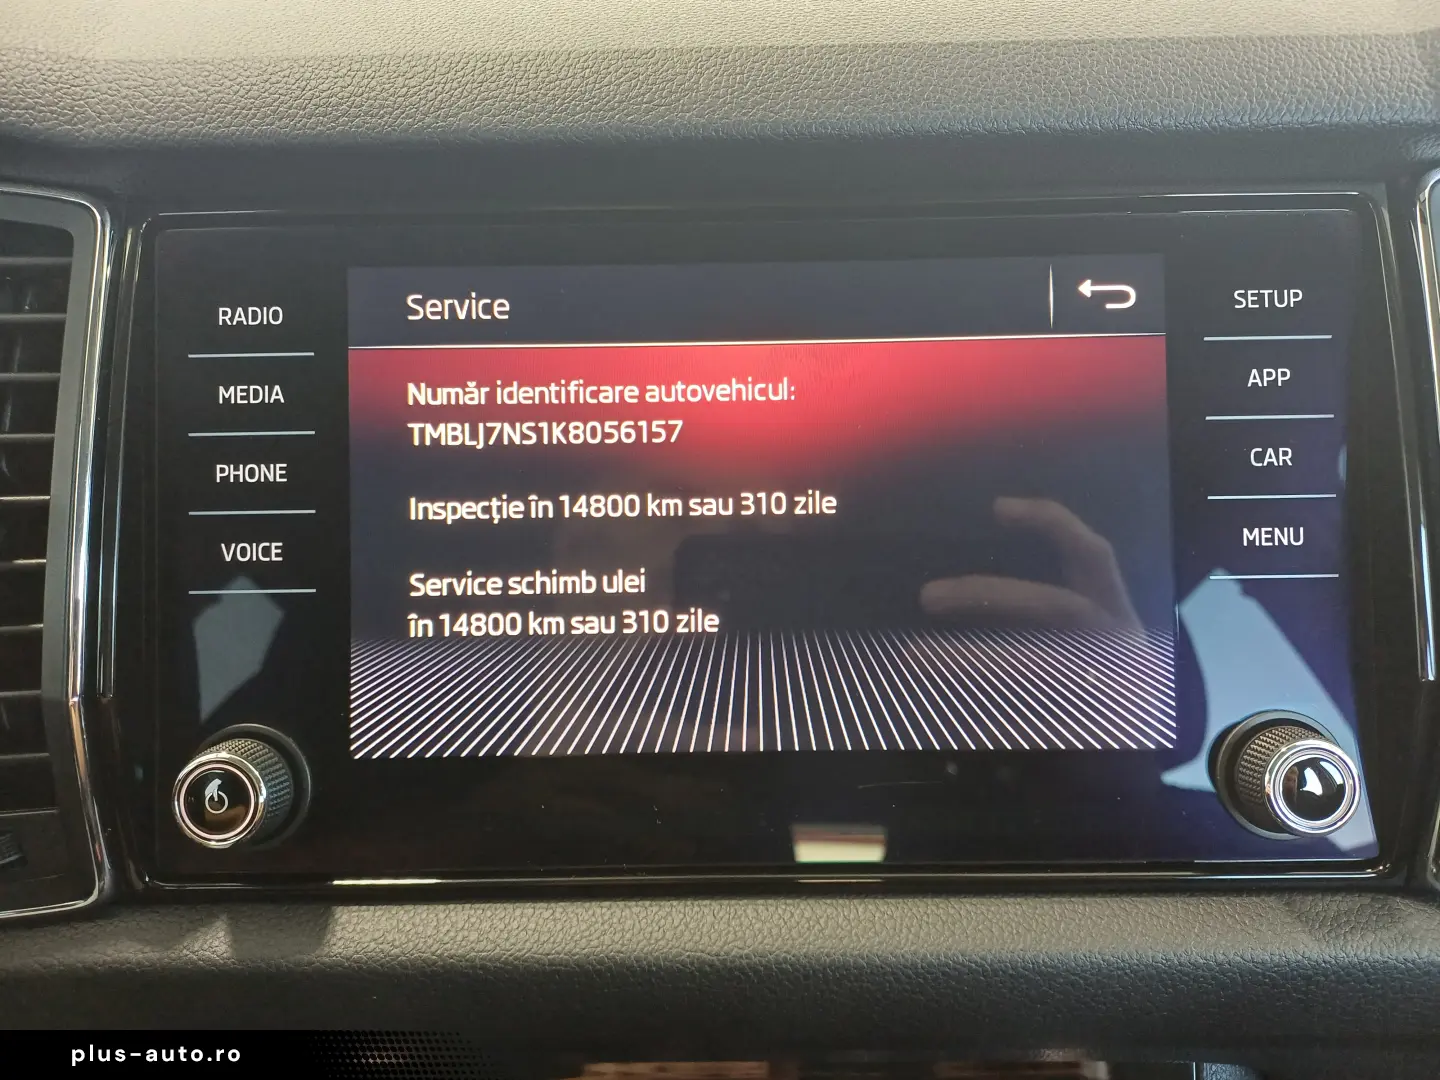 RADIO
MEDIA
PHONE
VOICE
Service
Număr identificare autovehicul:
TMBLJ7NS1K8056157
Inspecție în 14800 km sau 310 zile
Service schimb ulei
în 14800 km sau 310 zile
SETUP
APP
CAR
MENU
plus-auto.ro